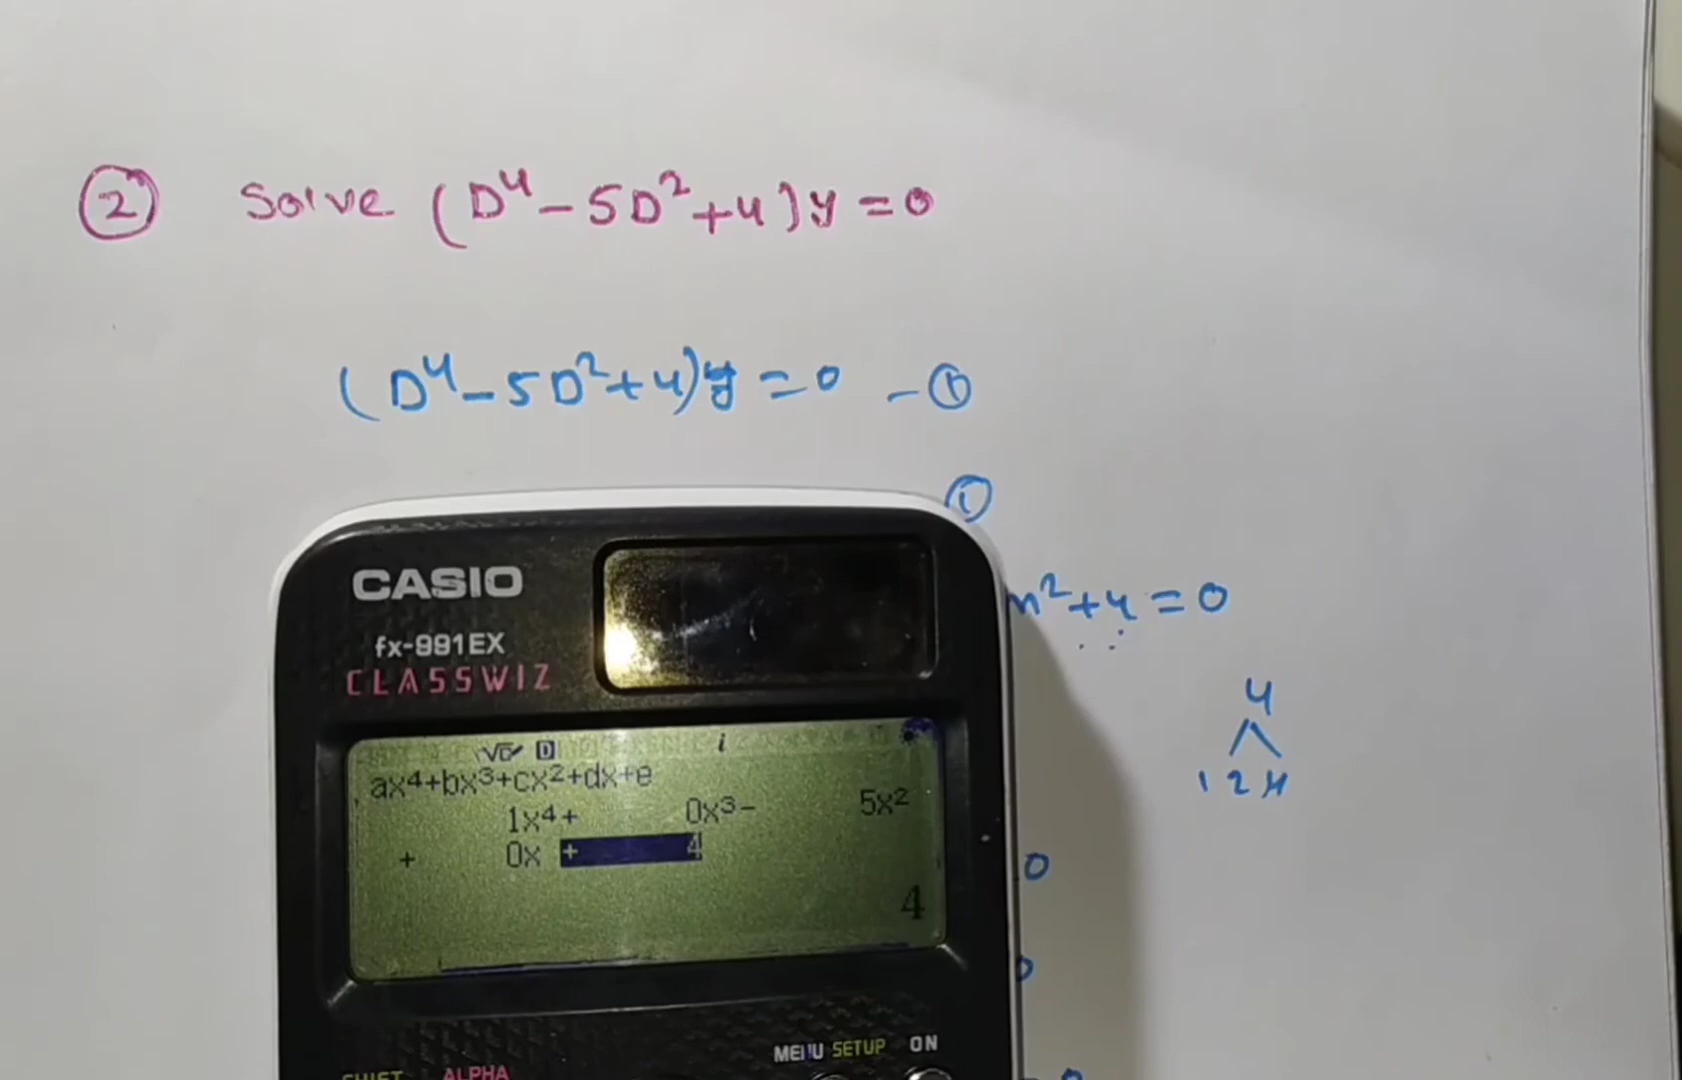 ② Solve (D⁴-5D²+4)y=0
(D⁴-5D²+4)y=0 -①
①
m²+4=0
4
1 2 4
0
0
CASIO
fx-991EX
CLASSWIZ
√▫ D i
ax⁴+bx³+cx²+dx+e
1x⁴+ 0x³- 5x²
+ 0x + 4
4
MENU SETUP ON
SHIFT ALPHA